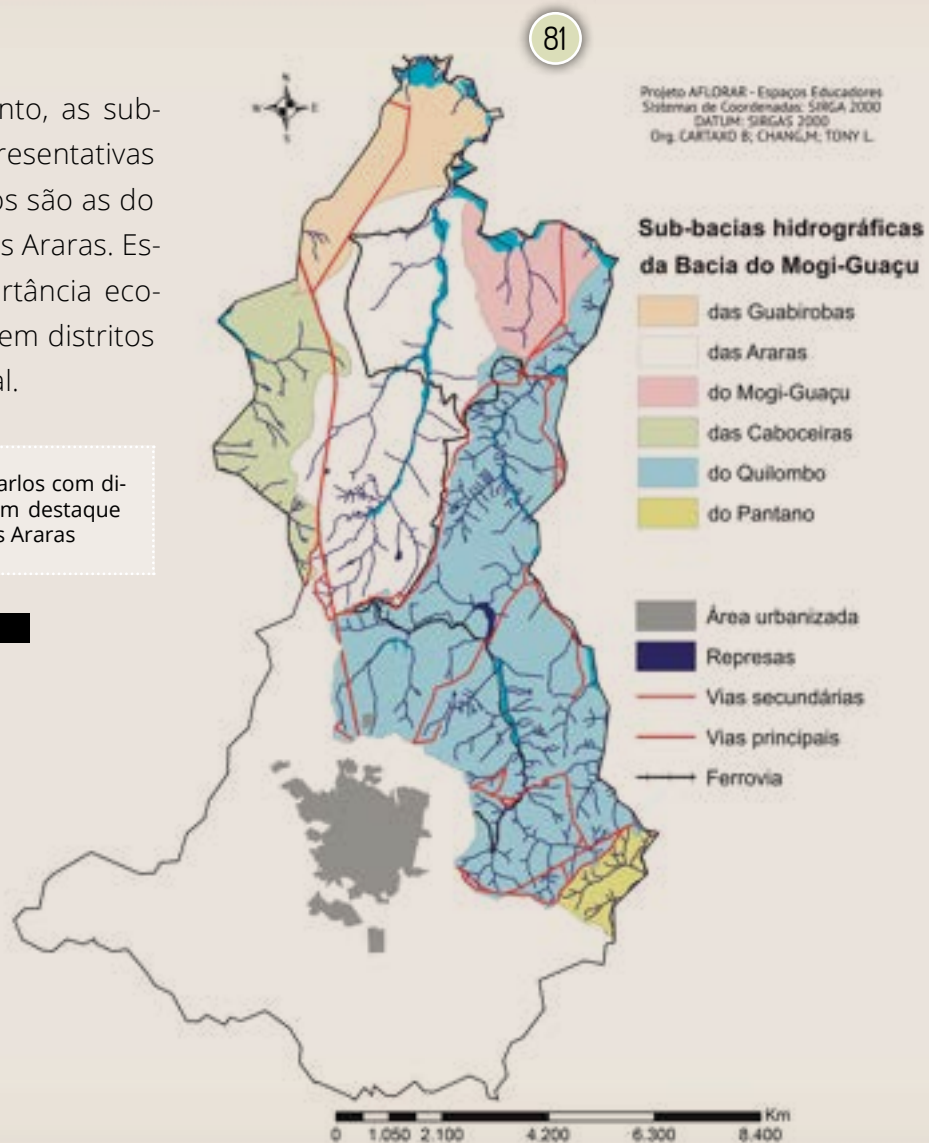 81
nto, as sub-
presentativas
os são as do
s Araras. Es-
rtância eco-
em distritos
al.
arlos com di-
m destaque
s Araras
N
W
E
S
Projeto AFLORAR - Espaços Educadores
Sistemas de Coordenadas: SIRGA 2000
DATUM: SIRGAS 2000
Org. CARTAXO B; CHANG,M; TONY L.
Sub-bacias hidrográficas
da Bacia do Mogi-Guaçu
das Guabirobas
das Araras
do Mogi-Guaçu
das Caboceiras
do Quilombo
do Pantano
Área urbanizada
Represas
Vias secundárias
Vias principais
Ferrovia
Km
0 1.050 2.100 4.200 6.300 8.400